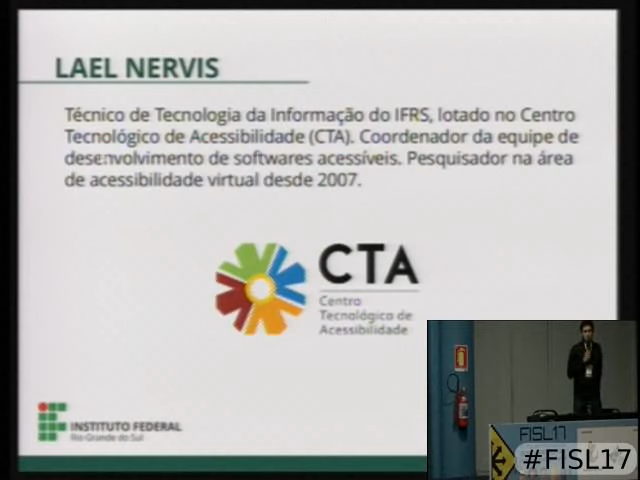 LAEL NERVIS
Técnico de Tecnologia da Informação do IFRS, lotado no Centro
Tecnológico de Acessibilidade (CTA). Coordenador da equipe de
desenvolvimento de softwares acessíveis. Pesquisador na área
de acessibilidade virtual desde 2007.
CTA
Centro
Tecnológico de
Acessibilidade
INSTITUTO FEDERAL
Rio Grande do Sul
FISL17
#FISL17